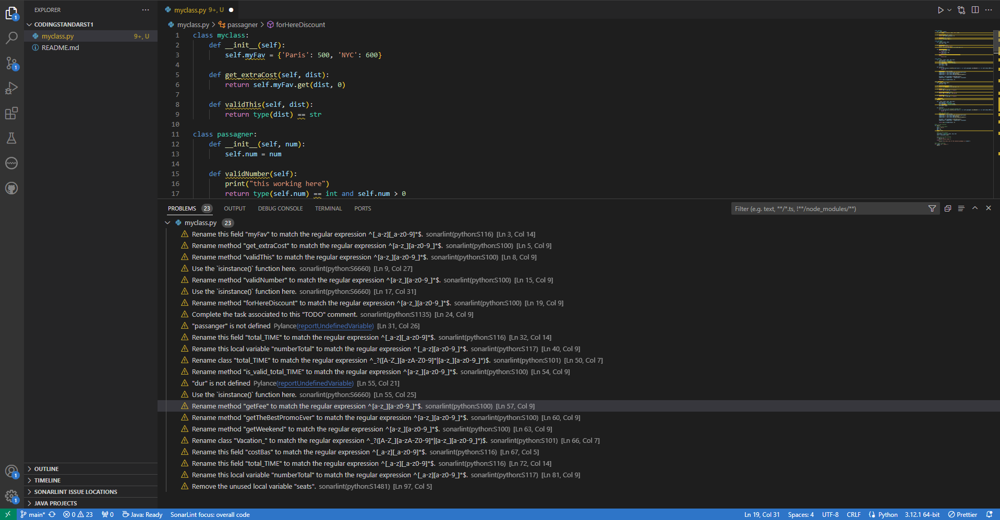 EXPLORER
myclass.py 9+, U
CODINGSTANDARST1
myclass.py 9+, U
README.md
myclass.py > passagner > forHereDiscount
1 class myclass:
2 def __init__(self):
3 self.myFav = {'Paris': 500, 'NYC': 600}
4
5 def get_extraCost(self, dist):
6 return self.myFav.get(dist, 0)
7
8 def validThis(self, dist):
9 return type(dist) == str
10
11 class passagner:
12 def __init__(self, num):
13 self.num = num
14
15 def validNumber(self):
16 print("this working here")
17 return type(self.num) == int and self.num > 0
PROBLEMS 23 OUTPUT DEBUG CONSOLE TERMINAL PORTS
Filter (e.g. text, **/*.ts, !**/node_modules/**)
myclass.py 23
Rename this field "myFav" to match the regular expression ^[_a-z][_a-z0-9]*$. sonarlint(python:S116) [Ln 3, Col 14]
Rename method "get_extraCost" to match the regular expression ^[a-z_][a-z0-9_]*$. sonarlint(python:S100) [Ln 5, Col 9]
Rename method "validThis" to match the regular expression ^[a-z_][a-z0-9_]*$. sonarlint(python:S100) [Ln 8, Col 9]
Use the `isinstance()` function here. sonarlint(python:S6660) [Ln 9, Col 27]
Rename method "validNumber" to match the regular expression ^[a-z_][a-z0-9_]*$. sonarlint(python:S100) [Ln 15, Col 9]
Use the `isinstance()` function here. sonarlint(python:S6660) [Ln 17, Col 31]
Rename method "forHereDiscount" to match the regular expression ^[a-z_][a-z0-9_]*$. sonarlint(python:S100) [Ln 19, Col 9]
Complete the task associated to this "TODO" comment. sonarlint(python:S1135) [Ln 24, Col 9]
"passanger" is not defined Pylance(reportUndefinedVariable) [Ln 31, Col 26]
Rename this field "total_TIME" to match the regular expression ^[_a-z][_a-z0-9]*$. sonarlint(python:S116) [Ln 32, Col 14]
Rename this local variable "numberTotal" to match the regular expression ^[_a-z][a-z0-9_]*$. sonarlint(python:S117) [Ln 40, Col 9]
Rename class "total_TIME" to match the regular expression ^_?([A-Z_][a-zA-Z0-9]*|[a-z_][a-z0-9_]*)$. sonarlint(python:S101) [Ln 50, Col 7]
Rename method "is_valid_total_TIME" to match the regular expression ^[a-z_][a-z0-9_]*$. sonarlint(python:S100) [Ln 54, Col 9]
"dur" is not defined Pylance(reportUndefinedVariable) [Ln 55, Col 21]
Use the `isinstance()` function here. sonarlint(python:S6660) [Ln 55, Col 25]
Rename method "getFee" to match the regular expression ^[a-z_][a-z0-9_]*$. sonarlint(python:S100) [Ln 57, Col 9]
Rename method "getTheBestPromoEver" to match the regular expression ^[a-z_][a-z0-9_]*$. sonarlint(python:S100) [Ln 60, Col 9]
Rename method "getWeekend" to match the regular expression ^[a-z_][a-z0-9_]*$. sonarlint(python:S100) [Ln 63, Col 9]
Rename class "Vacation_" to match the regular expression ^_?([A-Z_][a-zA-Z0-9]*|[a-z_][a-z0-9_]*)$. sonarlint(python:S101) [Ln 66, Col 7]
Rename this field "costBas" to match the regular expression ^[_a-z][_a-z0-9]*$. sonarlint(python:S116) [Ln 67, Col 5]
Rename this field "total_TIME" to match the regular expression ^[_a-z][_a-z0-9]*$. sonarlint(python:S116) [Ln 72, Col 14]
Rename this local variable "numberTotal" to match the regular expression ^[_a-z][a-z0-9_]*$. sonarlint(python:S117) [Ln 81, Col 9]
Remove the unused local variable "seats". sonarlint(python:S1481) [Ln 97, Col 5]
OUTLINE
TIMELINE
SONARLINT ISSUE LOCATIONS
JAVA PROJECTS
main* 0 23 0 Java: Ready SonarLint focus: overall code Ln 19, Col 31 Spaces: 4 UTF-8 CRLF Python 3.12.1 64-bit Prettier